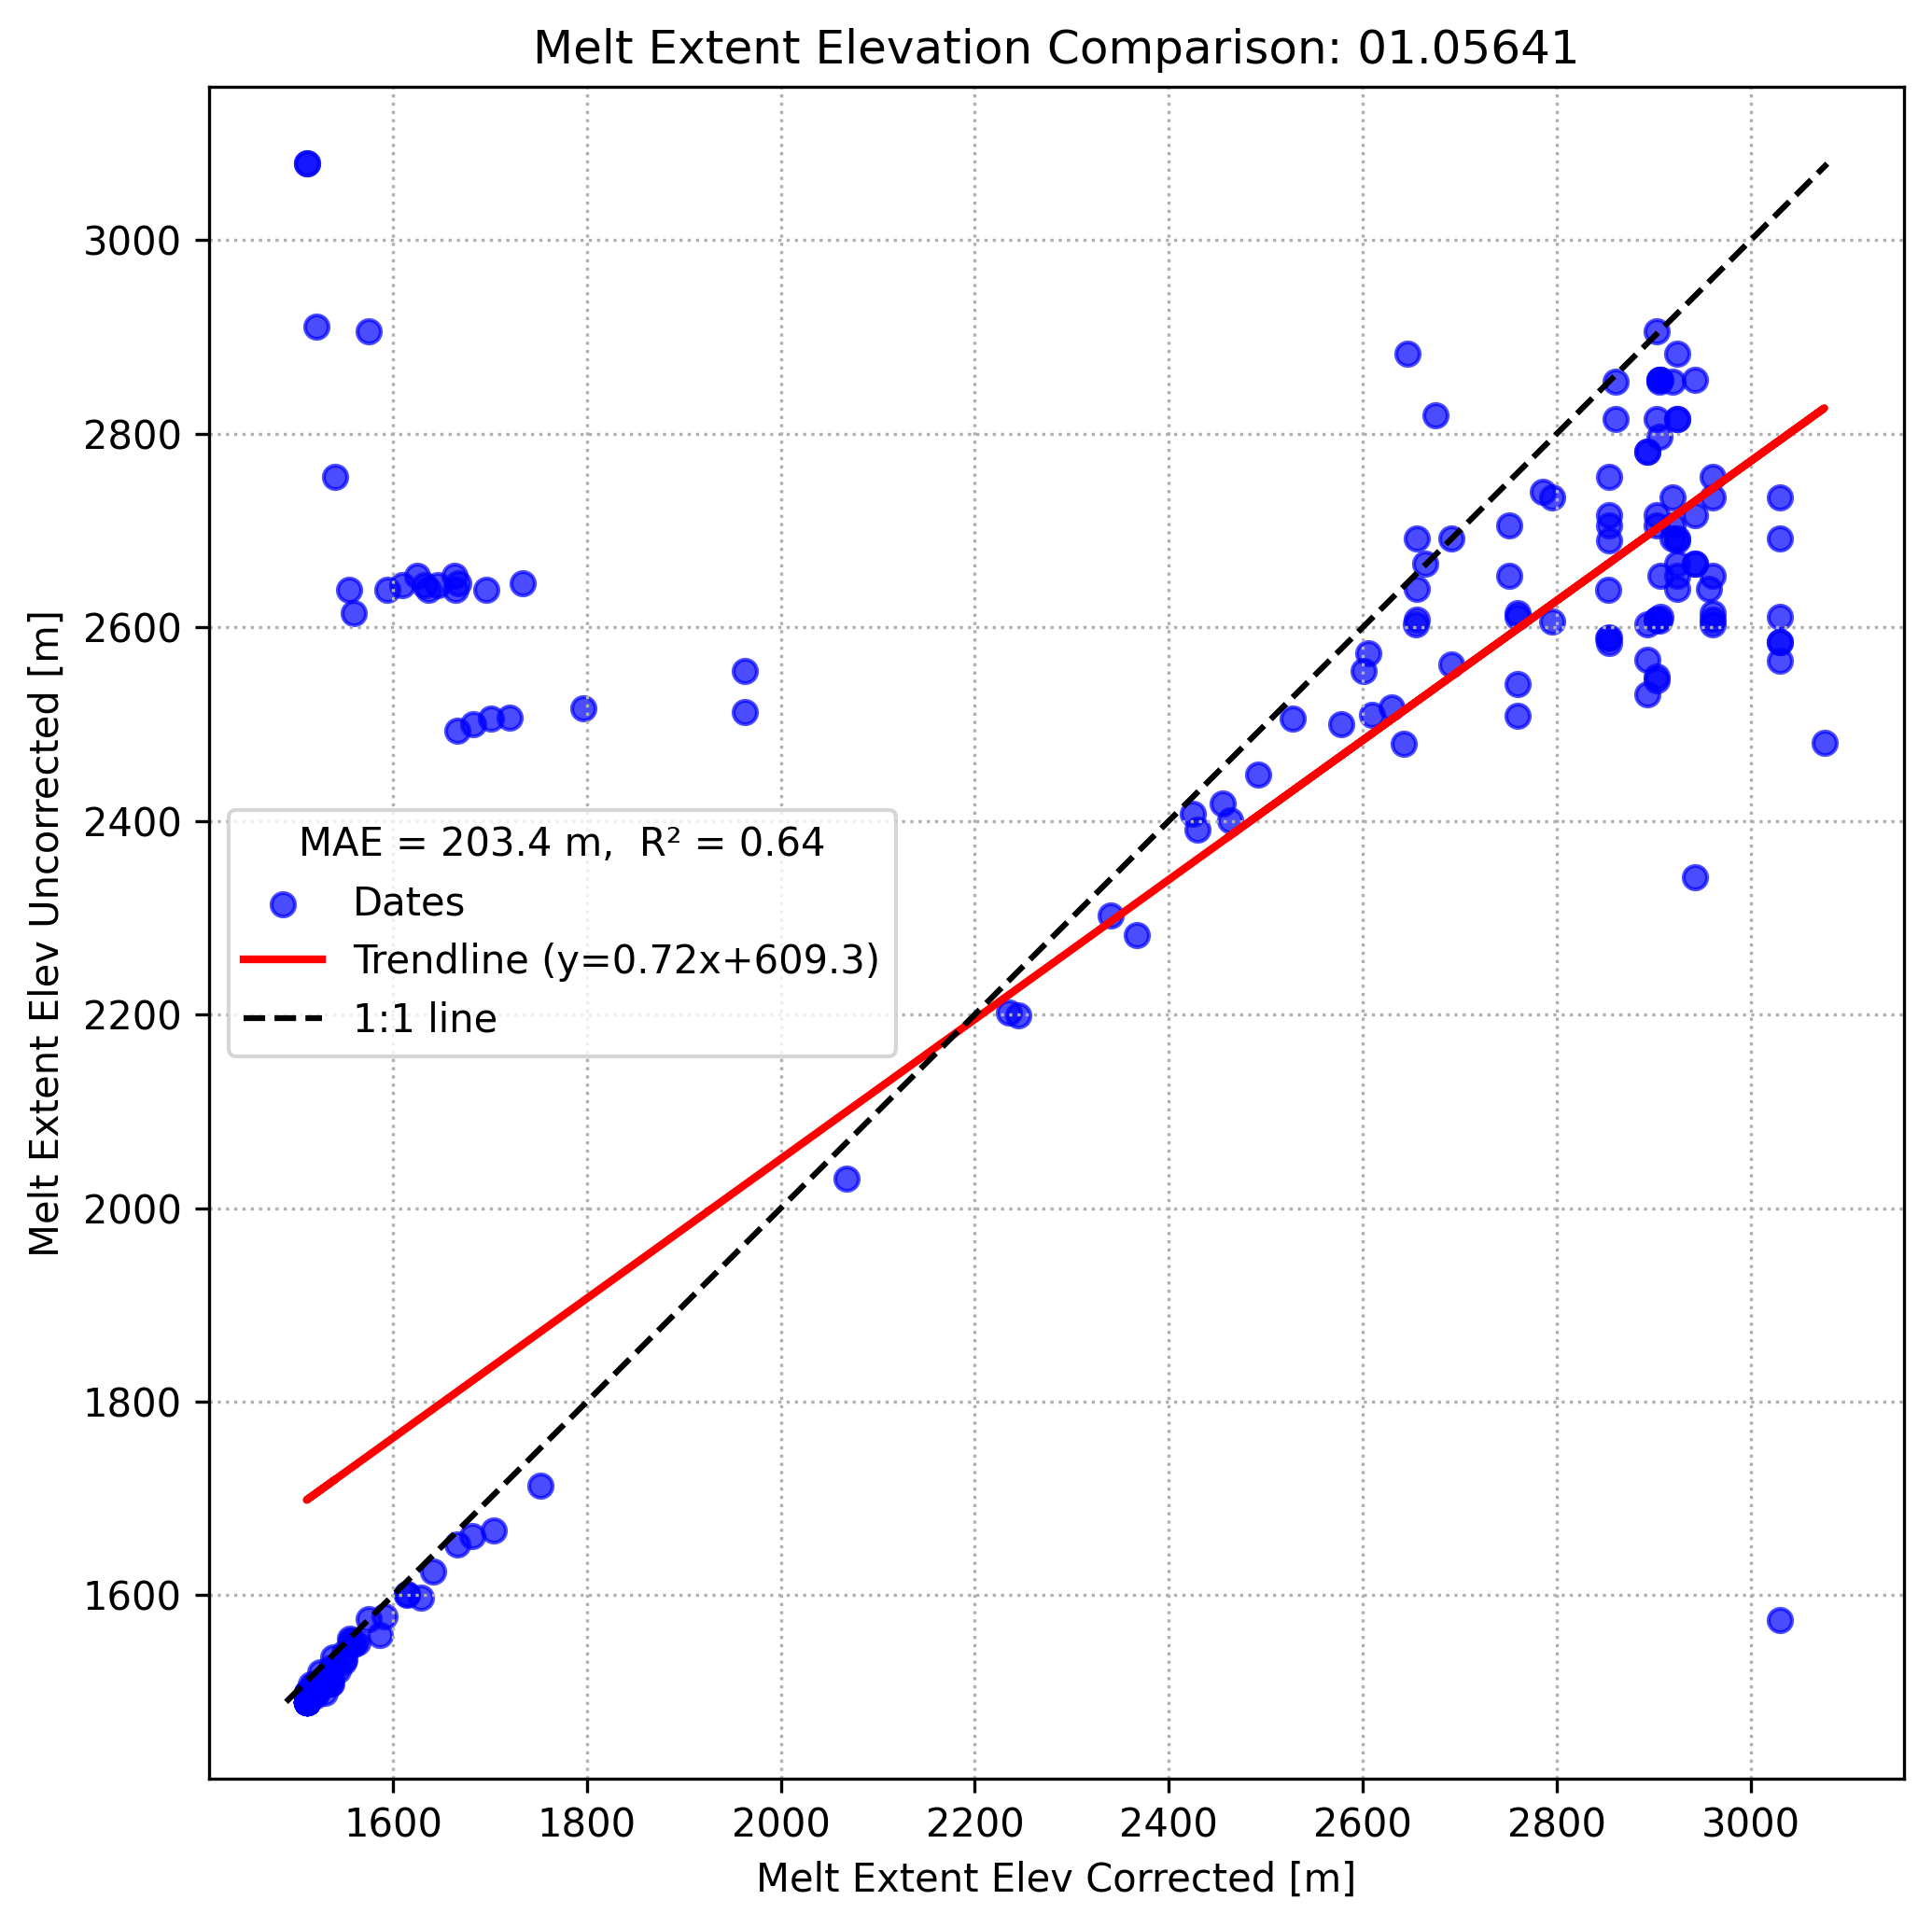 Melt Extent Elevation Comparison: 01.05641
Melt Extent Elev Uncorrected [m]
3000
2800
2600
2400
2200
2000
1800
1600
MAE = 203.4 m,  R² = 0.64
Dates
Trendline (y=0.72x+609.3)
1:1 line
1600 1800 2000 2200 2400 2600 2800 3000
Melt Extent Elev Corrected [m]